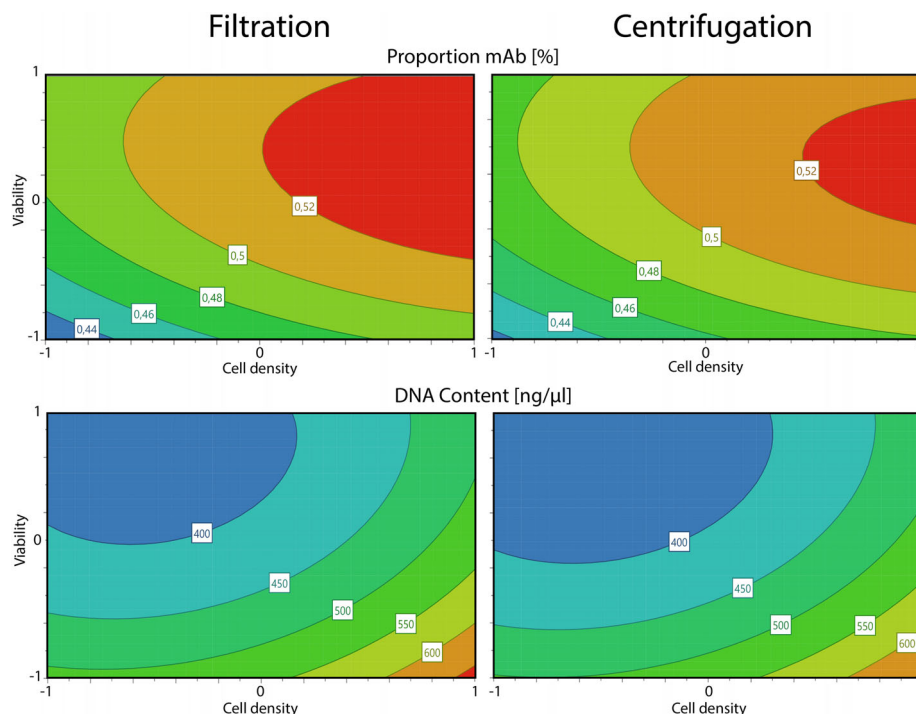 Filtration Centrifugation
Proportion mAb [%]
1
Viability
0
-1
0,52
0,5
0,48
0,46
0,44
-1 0 1
Cell density
0,52
0,5
0,48
0,46
0,44
-1 0
Cell density
DNA Content [ng/µl]
1
Viability
0
-1
400
450
500
550
600
-1 0 1
Cell density
400
450
500
550
600
-1 0
Cell density